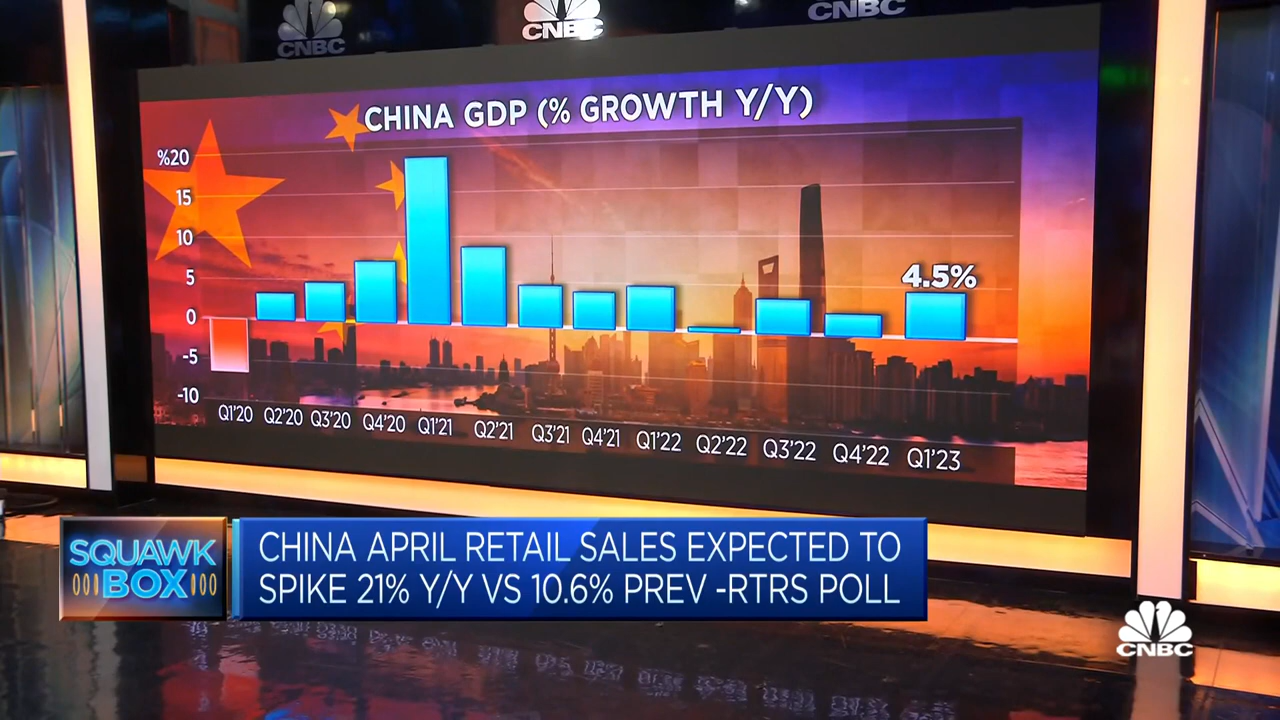 CNBC
CNBC
CNBC
CHINA GDP (% GROWTH Y/Y)
%20
15
10
5
0
-5
-10
4.5%
Q1'20 Q2'20 Q3'20 Q4'20 Q1'21 Q2'21 Q3'21 Q4'21 Q1'22 Q2'22 Q3'22 Q4'22 Q1'23
SQUAWK
BOX
CHINA APRIL RETAIL SALES EXPECTED TO
SPIKE 21% Y/Y VS 10.6% PREV -RTRS POLL
CNBC